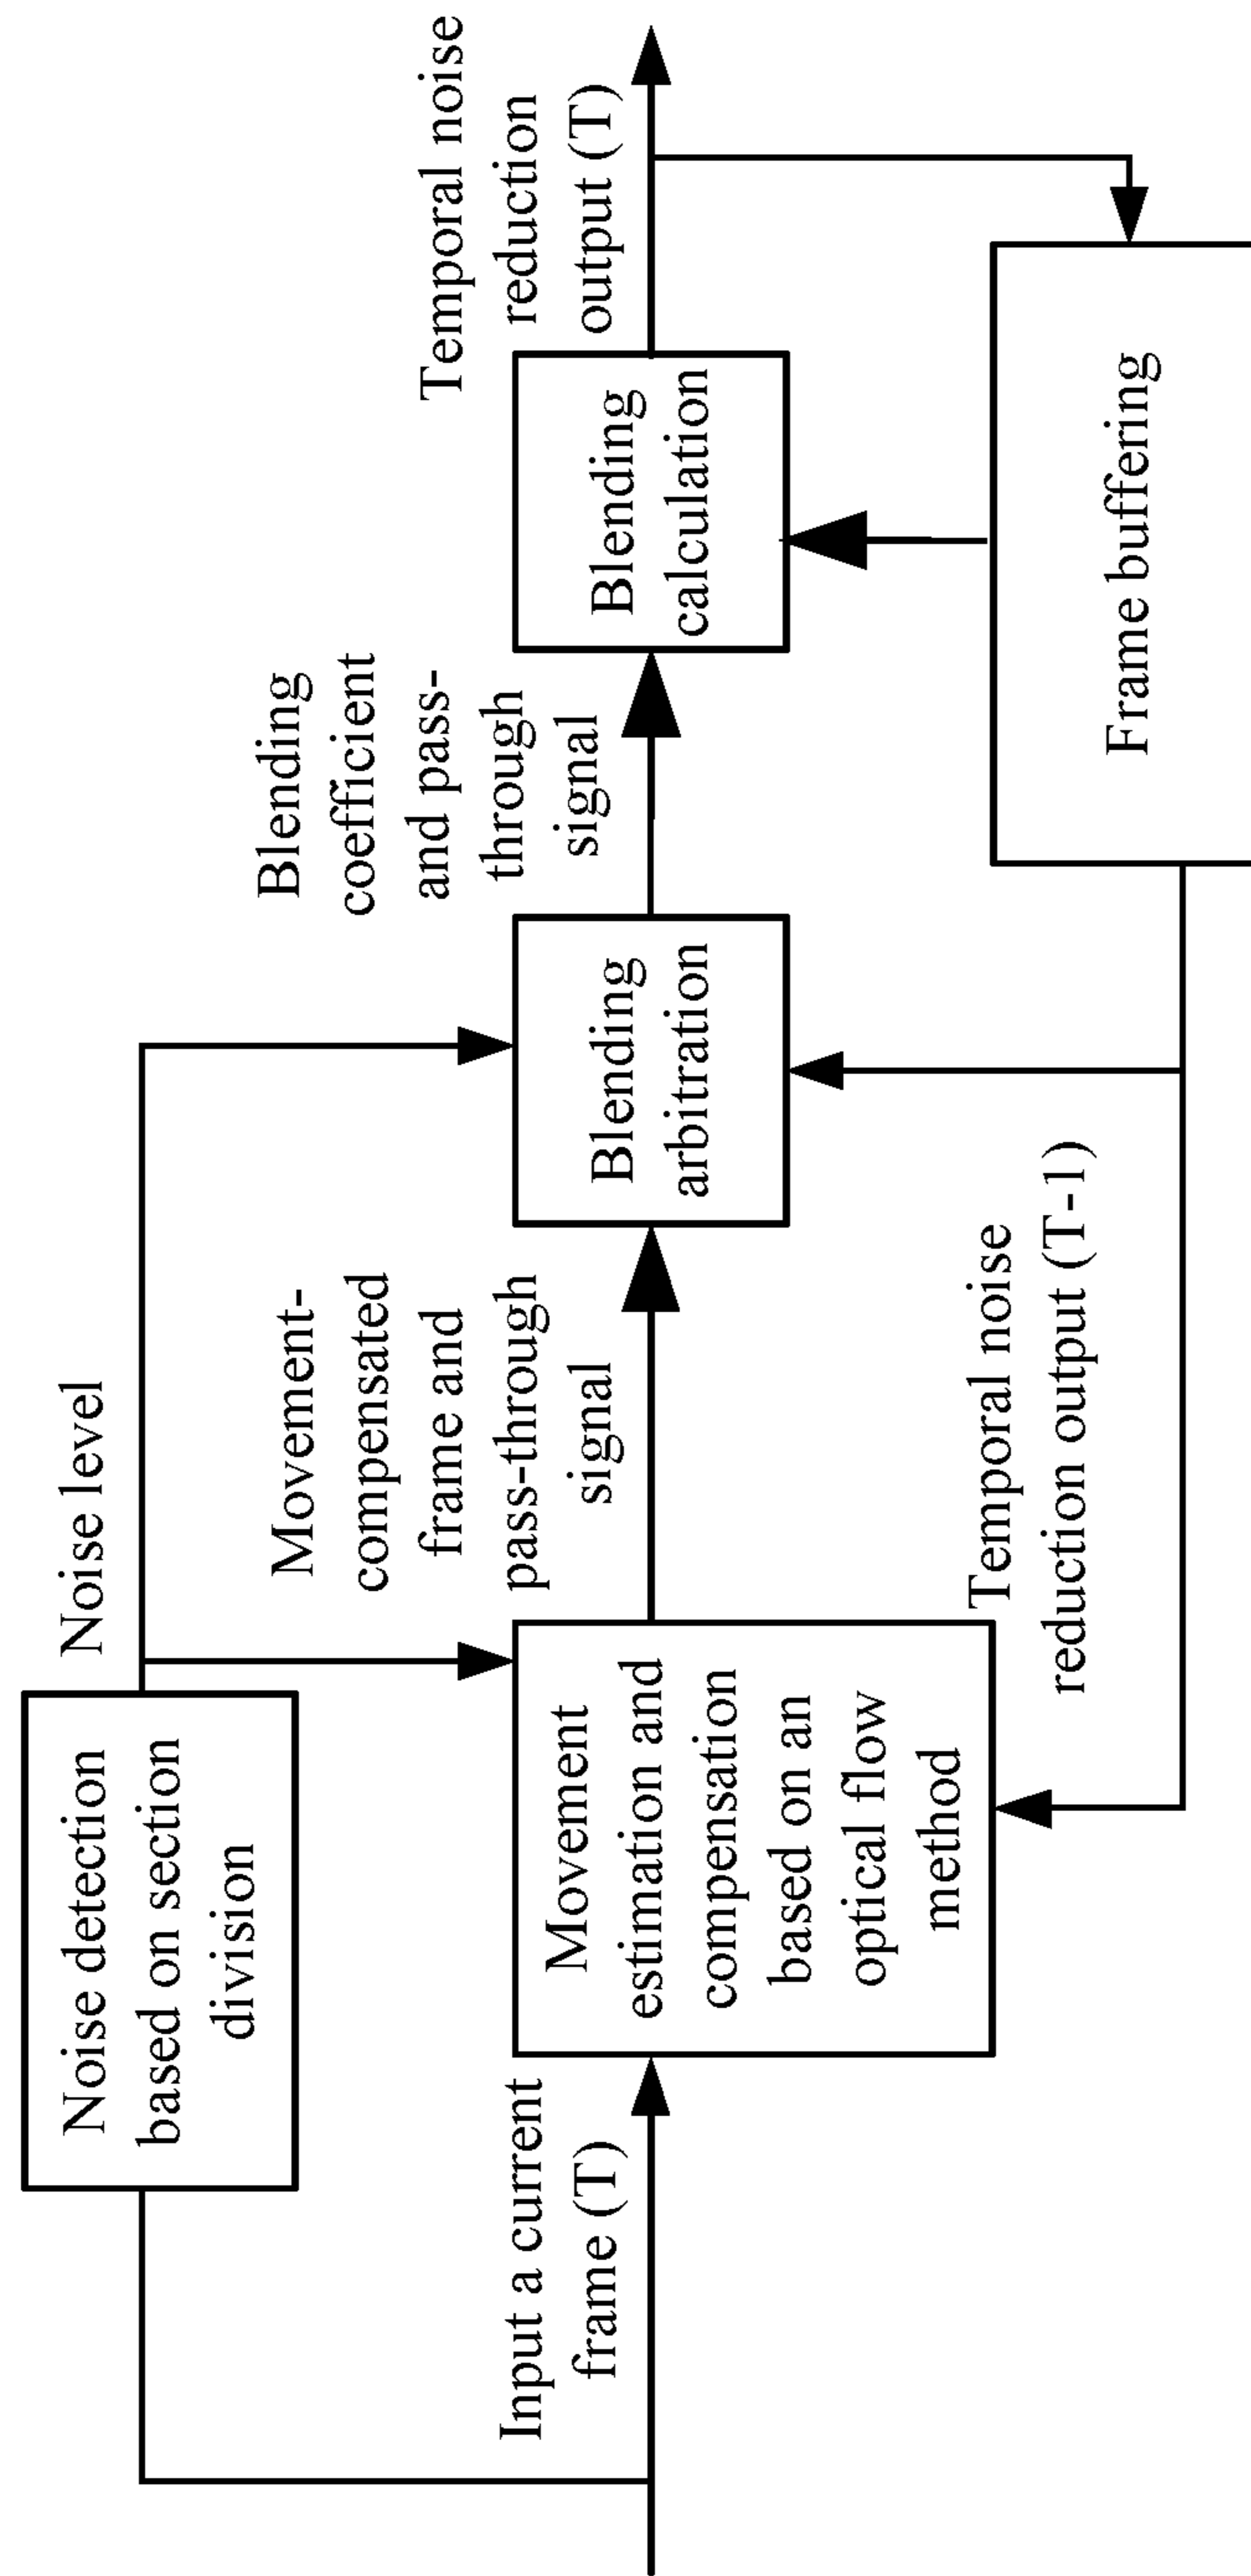 Noise detection
based on section
division
Noise level
Input a current
frame (T)
Movement
estimation and
compensation
based on an
optical flow
method
Movement-
compensated
frame and
pass-through
signal
Blending
arbitration
Blending
coefficient
and pass-
through
signal
Blending
calculation
Temporal noise
reduction
output (T)
Temporal noise
reduction output (T-1)
Frame buffering